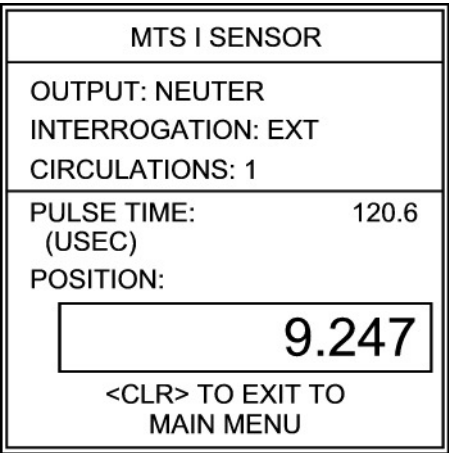 MTS I SENSOR
OUTPUT: NEUTER
INTERROGATION: EXT
CIRCULATIONS: 1
PULSE TIME: 120.6
(USEC)
POSITION:
9.247
<CLR> TO EXIT TO
MAIN MENU